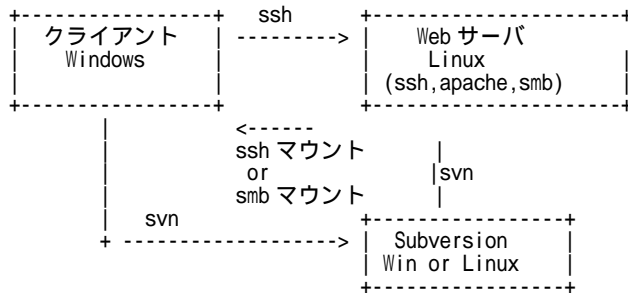 +-----------------+ ssh +---------------------+
| クライアント | ---------> | Web サーバ
| Windows | | Linux |
| | | (ssh,apache,smb) |
+-----------------+ +---------------------+
| <------
| ssh マウント |
| or |svn
| smb マウント |
| svn +-----------------+
+ ------------------> | Subversion |
| Win or Linux |
+-----------------+